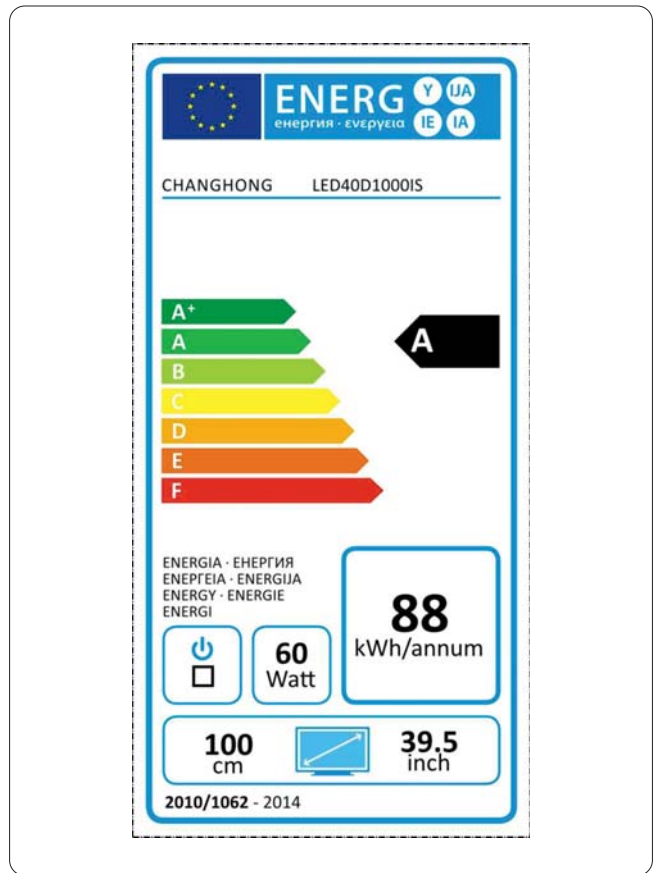 ENERG Y IJA
енергия · ενεργεια IE IA
CHANGHONG LED40D1000IS
A+
A
A
B
C
D
E
F
ENERGIA · ЕНЕРГИЯ
ΕΝΕΡΓΕΙΑ · ENERGIJA
ENERGY · ENERGIE
ENERGI
88
kWh/annum
60
Watt
100
cm
39.5
inch
2010/1062 - 2014